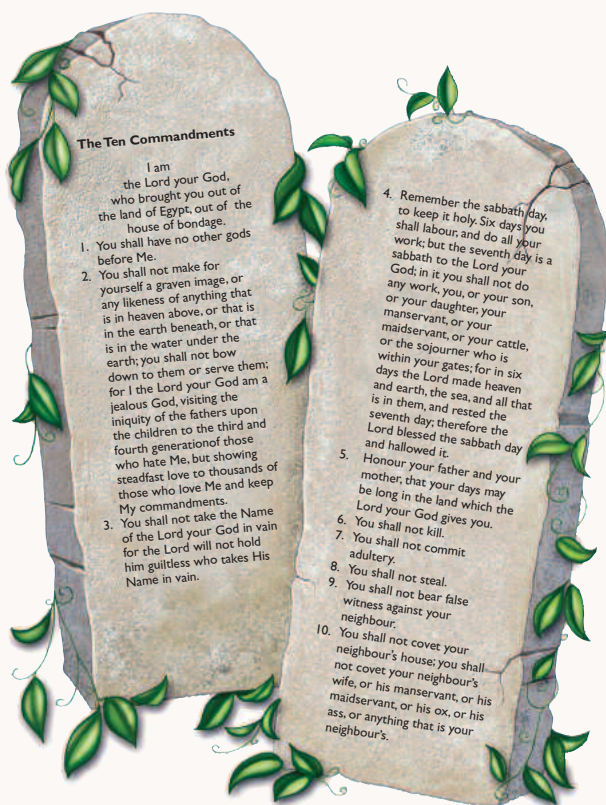 The Ten Commandments
I am
the Lord your God,
who brought you out of
the land of Egypt, out of the
house of bondage.
1. You shall have no other gods
before Me.
2. You shall not make for
yourself a graven image, or
any likeness of anything that
is in heaven above, or that is
in the earth beneath, or that
is in the water under the
earth; you shall not bow
down to them or serve them;
for I the Lord your God am a
jealous God, visiting the
iniquity of the fathers upon
the children to the third and
fourth generationof those
who hate Me, but showing
steadfast love to thousands of
those who love Me and keep
My commandments.
3. You shall not take the Name
of the Lord your God in vain
for the Lord will not hold
him guiltless who takes His
Name in vain.
4. Remember the sabbath day,
to keep it holy. Six days you
shall labour, and do all your
work; but the seventh day is a
sabbath to the Lord your
God; in it you shall not do
any work, you, or your son,
or your daughter, your
manservant, or your
maidservant, or your cattle,
or the sojourner who is
within your gates; for in six
days the Lord made heaven
and earth, the sea, and all that
is in them, and rested the
seventh day; therefore the
Lord blessed the sabbath day
and hallowed it.
5. Honour your father and your
mother, that your days may
be long in the land which the
Lord your God gives you.
6. You shall not kill.
7. You shall not commit
adultery.
8. You shall not steal.
9. You shall not bear false
witness against your
neighbour.
10. You shall not covet your
neighbour's house; you shall
not covet your neighbour's
wife, or his manservant, or his
maidservant, or his ox, or his
ass, or anything that is your
neighbour's.